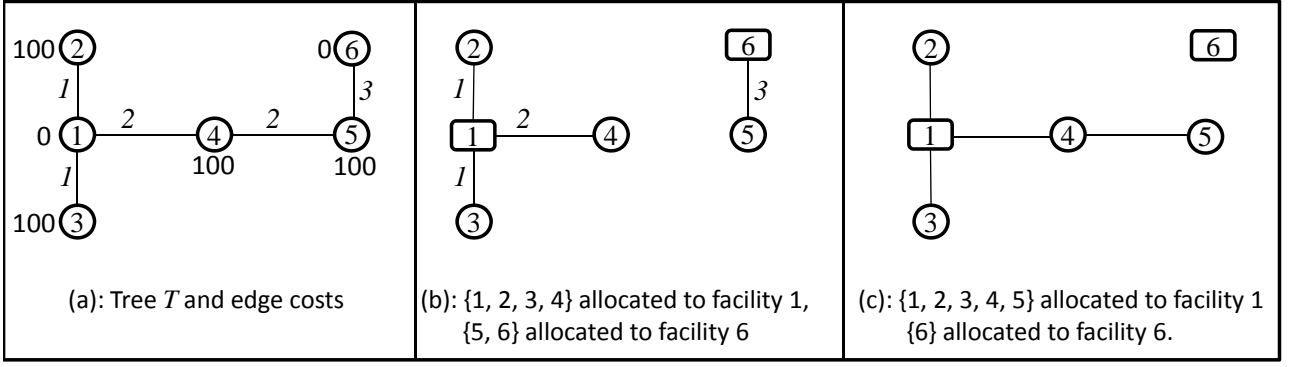 100 2 0 6
1 3
0 1 2 4 2 5
100 100
1
100 3
(a): Tree T and edge costs
2 6
1 3
1 2 4 5
1
3
(b): {1, 2, 3, 4} allocated to facility 1,
{5, 6} allocated to facility 6
2 6
1 4 5
3
(c): {1, 2, 3, 4, 5} allocated to facility 1
{6} allocated to facility 6.